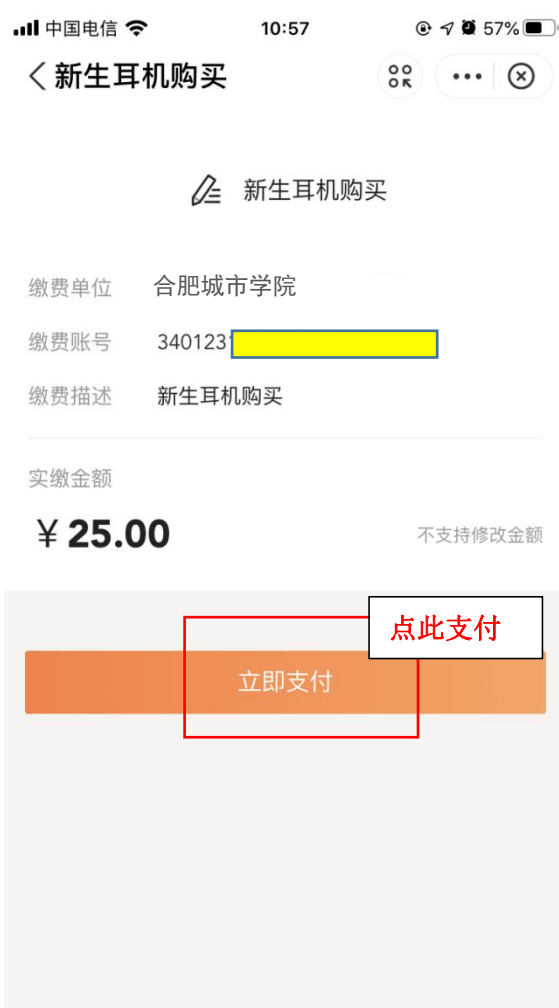 中国电信 10:57 57%
新生耳机购买
新生耳机购买
缴费单位 合肥城市学院
缴费账号 340123
缴费描述 新生耳机购买
实缴金额
￥25.00 不支持修改金额
点此支付
立即支付